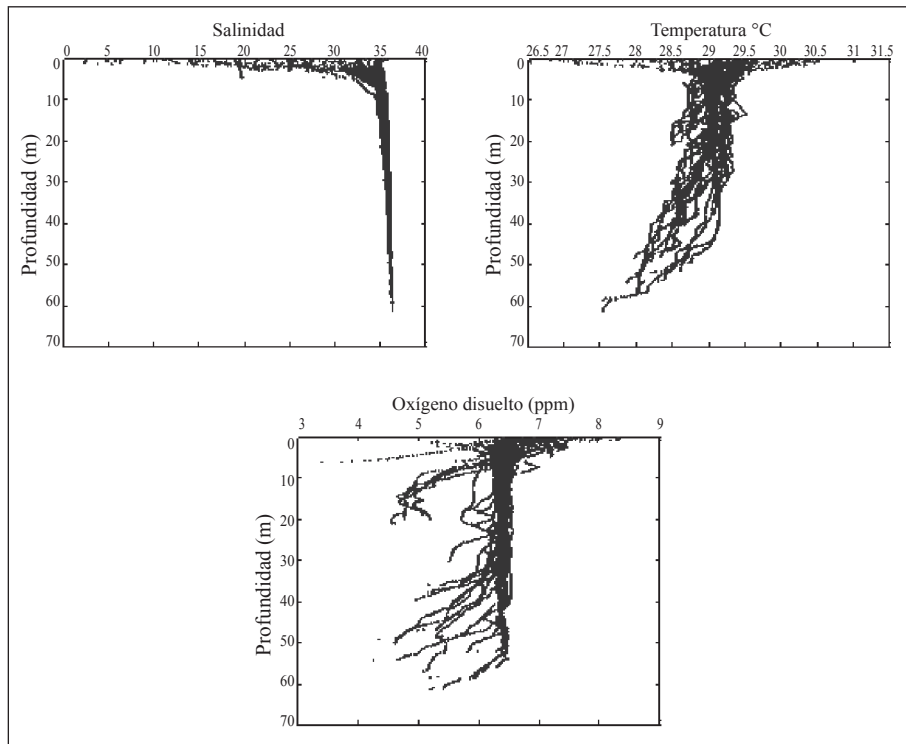 Salinidad
0 5 10 15 20 25 30 35 40
0
10
20
30
40
50
60
70
Profundidad (m)
Temperatura °C
26.5 27 27.5 28 28.5 29 29.5 30 30.5 31 31.5
0
10
20
30
40
50
60
70
Profundidad (m)
Oxígeno disuelto (ppm)
3 4 5 6 7 8 9
0
10
20
30
40
50
60
70
Profundidad (m)